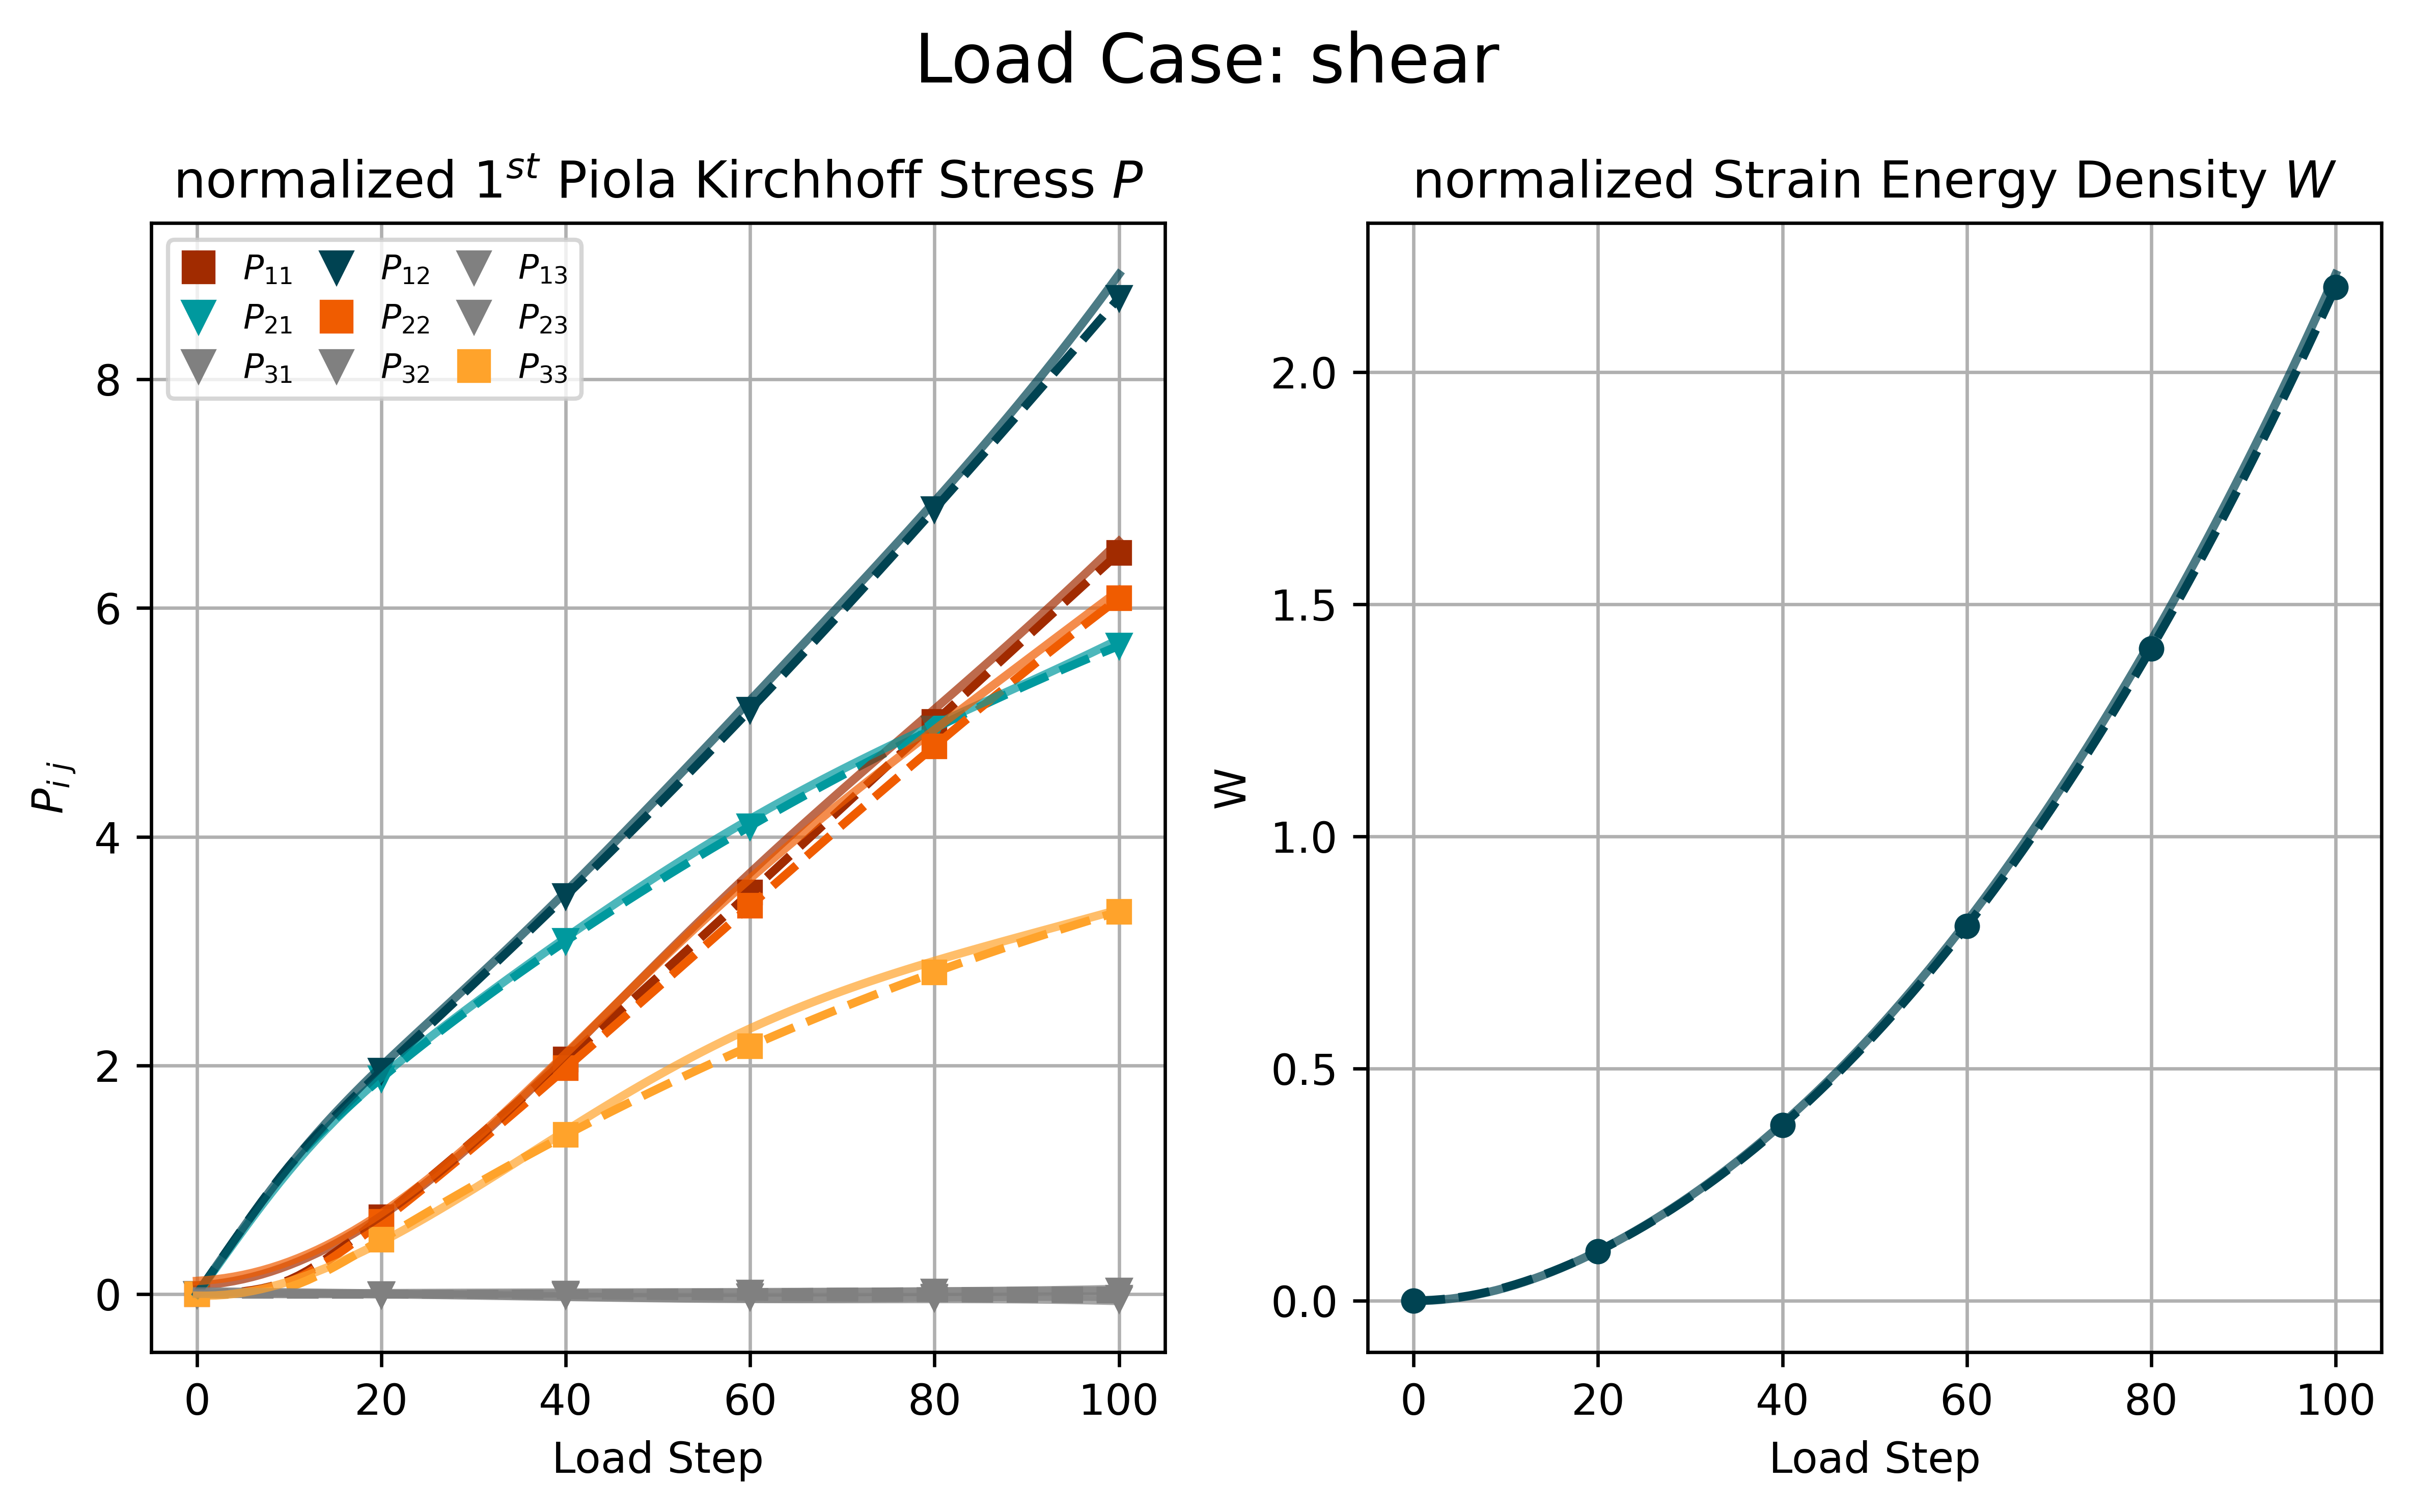 Load Case: shear
normalized 1st Piola Kirchhoff Stress P
P11 P12 P13
P21 P22 P23
P31 P32 P33
8
6
4
2
0
Pi j
0 20 40 60 80 100
Load Step
normalized Strain Energy Density W
2.0
1.5
1.0
0.5
0.0
W
0 20 40 60 80 100
Load Step